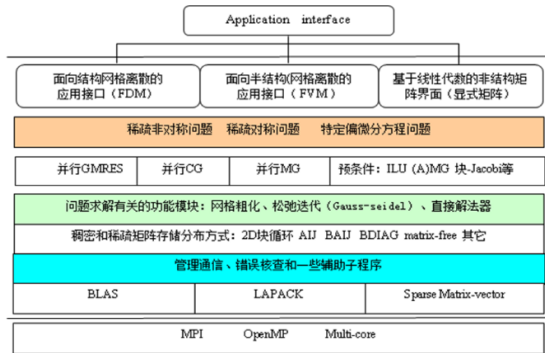 Application interface
面向结构网格离散的
应用接口（FDM）
面向半结构(网格离散的
应用接口（FVM ）
基于线性代数的非结构矩
阵界面（显式矩阵）
稀疏非对称问题 稀疏对称问题 特定偏微分方程问题
并行GMRES
并行CG
并行MG
预条件：ILU (A)MG 块-Jacobi等
问题求解有关的功能模块：网格粗化、松弛迭代（Gauss-seidel）、直接解法器
稠密和稀疏矩阵存储分布方式：2D块循环 AIJ BAIJ BDIAG matrix-free 其它
管理通信、错误核查和一些辅助子程序
BLAS
LAPACK
Sparse Matrix-vector
MPI OpenMP Multi-core